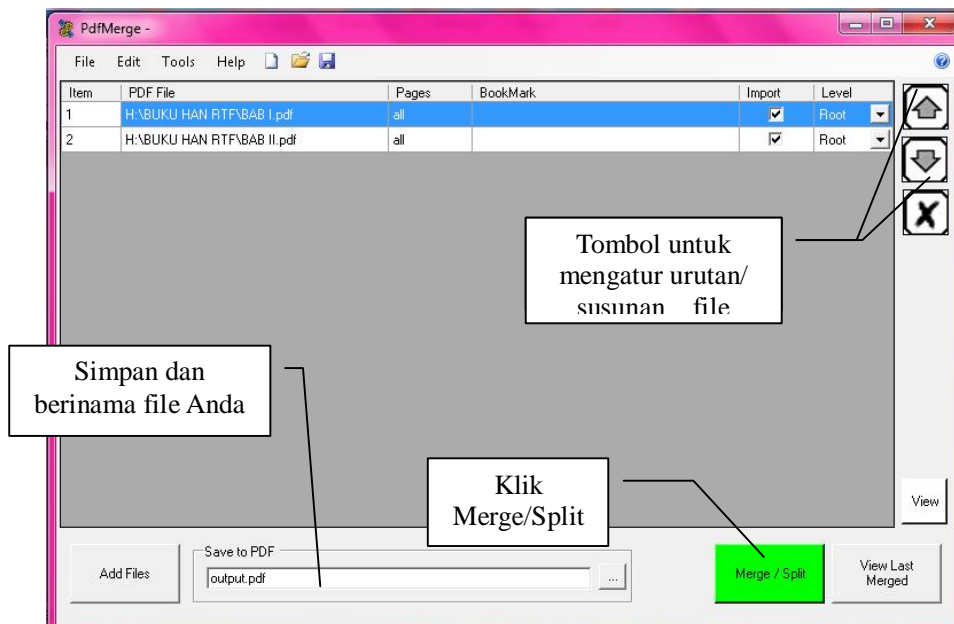 PdfMerge -
File Edit Tools Help
Item PDF File Pages BookMark Import Level
1 H:\BUKU HAN RTF\BAB I.pdf all Root
2 H:\BUKU HAN RTF\BAB II.pdf all Root
Tombol untuk
mengatur urutan/
susunan file
Simpan dan
berinama file Anda
Klik
Merge/Split
View
Add Files
Save to PDF
output.pdf
...
Merge / Split
View Last
Merged